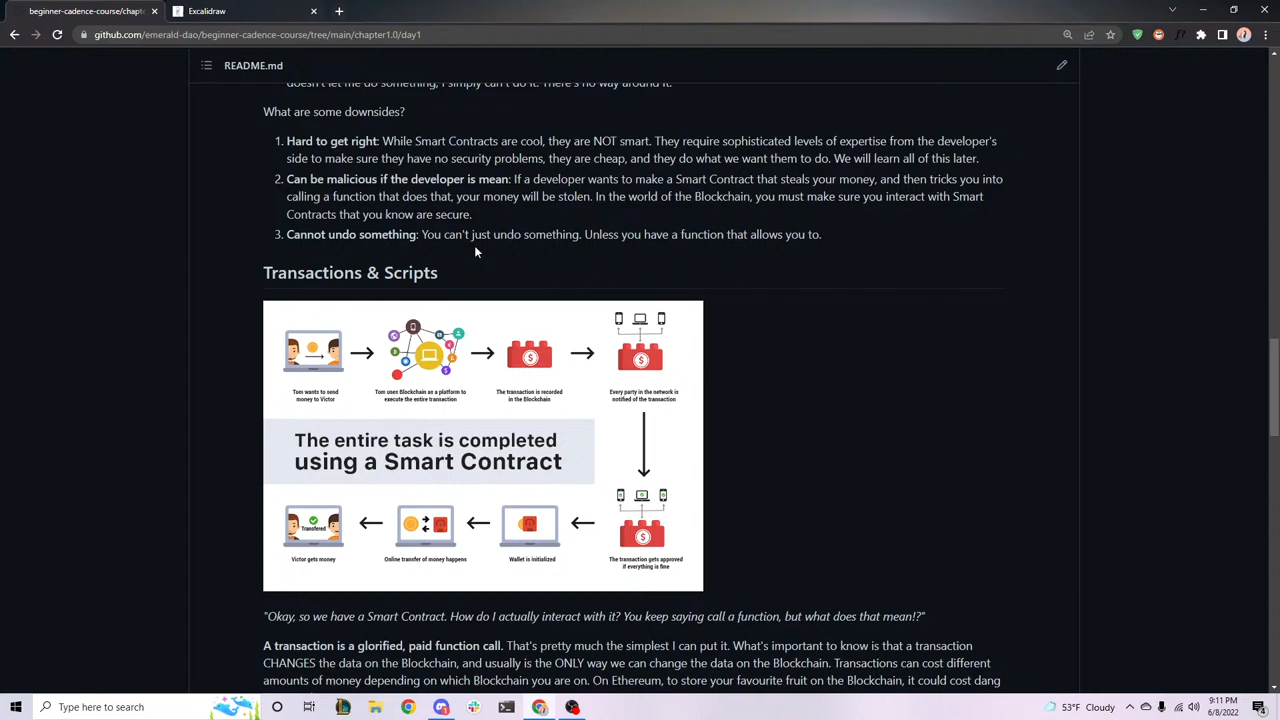 beginner-cadence-course/chapt
Excalidraw
github.com/emerald-dao/beginner-cadence-course/tree/main/chapter1.0/day1
README.md
doesn't let me do something, I simply can't do it. There's no way around it.
What are some downsides?
1. Hard to get right: While Smart Contracts are cool, they are NOT smart. They require sophisticated levels of expertise from the developer's
side to make sure they have no security problems, they are cheap, and they do what we want them to do. We will learn all of this later.
2. Can be malicious if the developer is mean: If a developer wants to make a Smart Contract that steals your money, and then tricks you into
calling a function that does that, your money will be stolen. In the world of the Blockchain, you must make sure you interact with Smart
Contracts that you know are secure.
3. Cannot undo something: You can't just undo something. Unless you have a function that allows you to.
Transactions & Scripts
Tom wants to send
money to Victor
Tom uses Blockchain as a platform to
execute the entire transaction
The transaction is recorded
in the Blockchain
Every party in the network is
notified of the transaction
The entire task is completed
using a Smart Contract
Transfered
Victor gets money
Online transfer of money happens
Wallet is initialized
The transaction gets approved
if everything is fine
"Okay, so we have a Smart Contract. How do I actually interact with it? You keep saying call a function, but what does that mean!?"
A transaction is a glorified, paid function call. That's pretty much the simplest I can put it. What's important to know is that a transaction
CHANGES the data on the Blockchain, and usually is the ONLY way we can change the data on the Blockchain. Transactions can cost different
amounts of money depending on which Blockchain you are on. On Ethereum, to store your favourite fruit on the Blockchain, it could cost dang
Type here to search
53°F Cloudy
9:11 PM
6/8/2022